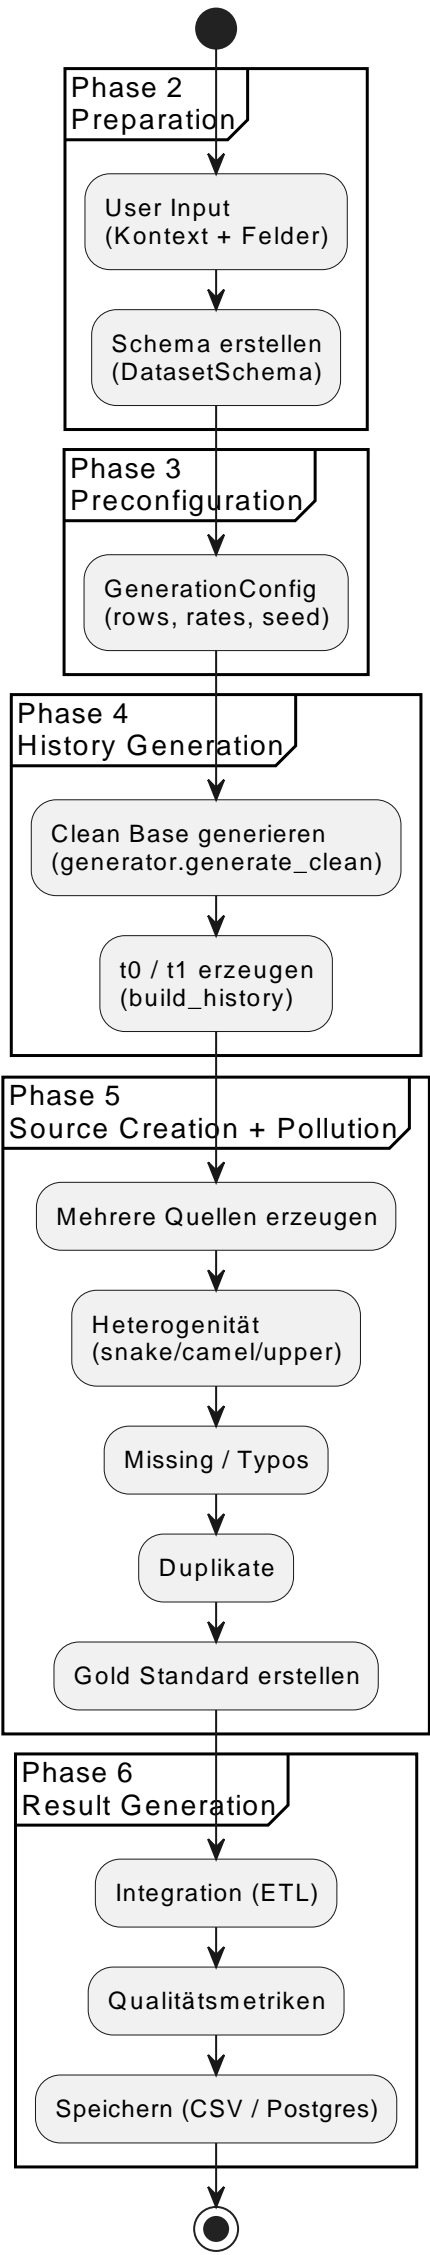 Phase 2
Preparation
User Input
(Kontext + Felder)
Schema erstellen
(DatasetSchema)
Phase 3
Preconfiguration
GenerationConfig
(rows, rates, seed)
Phase 4
History Generation
Clean Base generieren
(generator.generate_clean)
t0 / t1 erzeugen
(build_history)
Phase 5
Source Creation + Pollution
Mehrere Quellen erzeugen
Heterogenität
(snake/camel/upper)
Missing / Typos
Duplikate
Gold Standard erstellen
Phase 6
Result Generation
Integration (ETL)
Qualitätsmetriken
Speichern (CSV / Postgres)